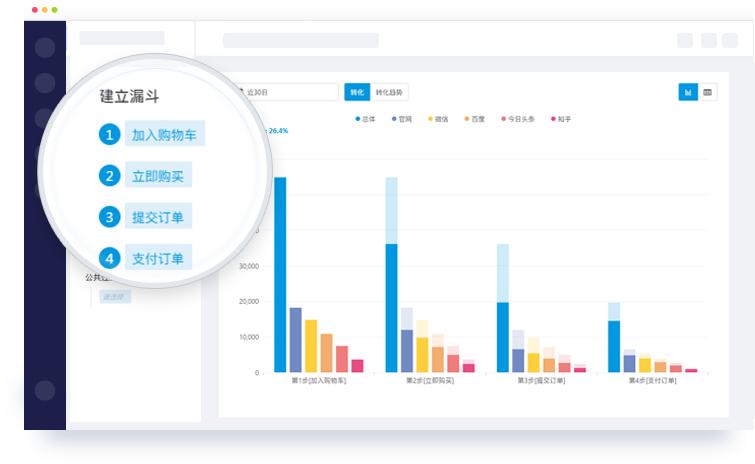 建立漏斗
1 加入购物车
2 立即购买
3 提交订单
4 支付订单
请选择
近30日
转化
转化趋势
总体
官网
微信
百度
今日头条
知乎
26.4%
30,000
20,000
10,000
0
第1步[加入购物车]
第2步[立即购买]
第3步[提交订单]
第4步[支付订单]